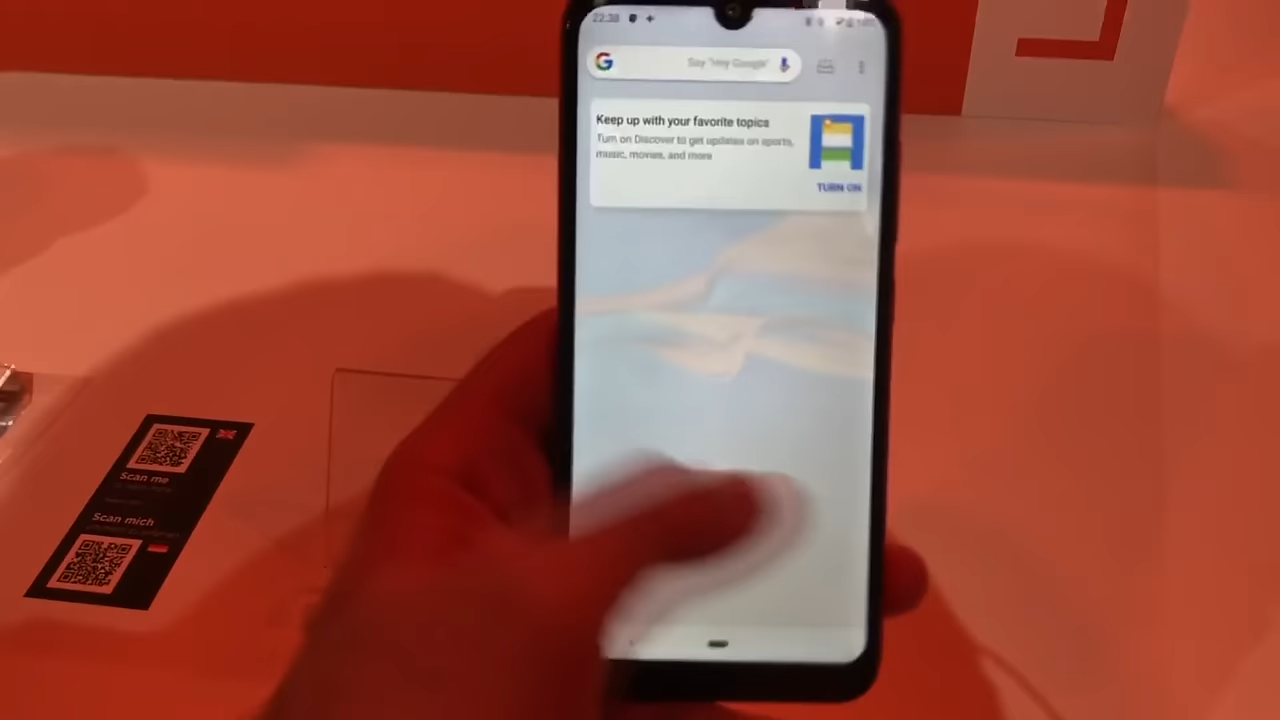 22:38
Say "Hey Google"
Keep up with your favorite topics
Turn on Discover to get updates on sports,
music, movies, and more
TURN ON
Scan me
Scan mich